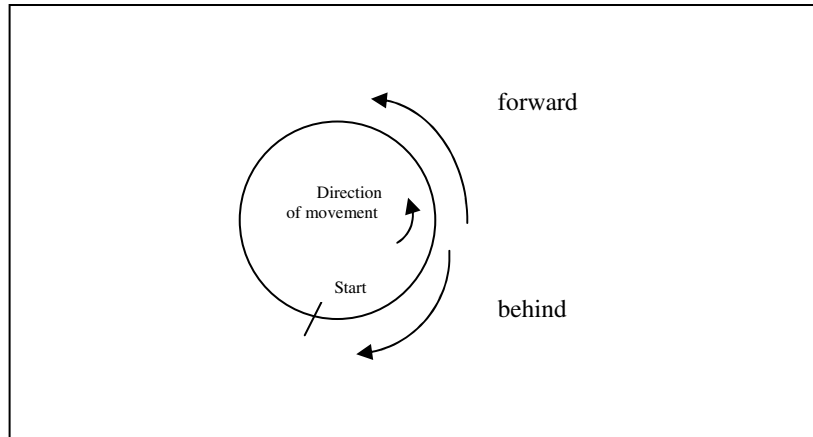 forward
Direction
of movement
Start
behind